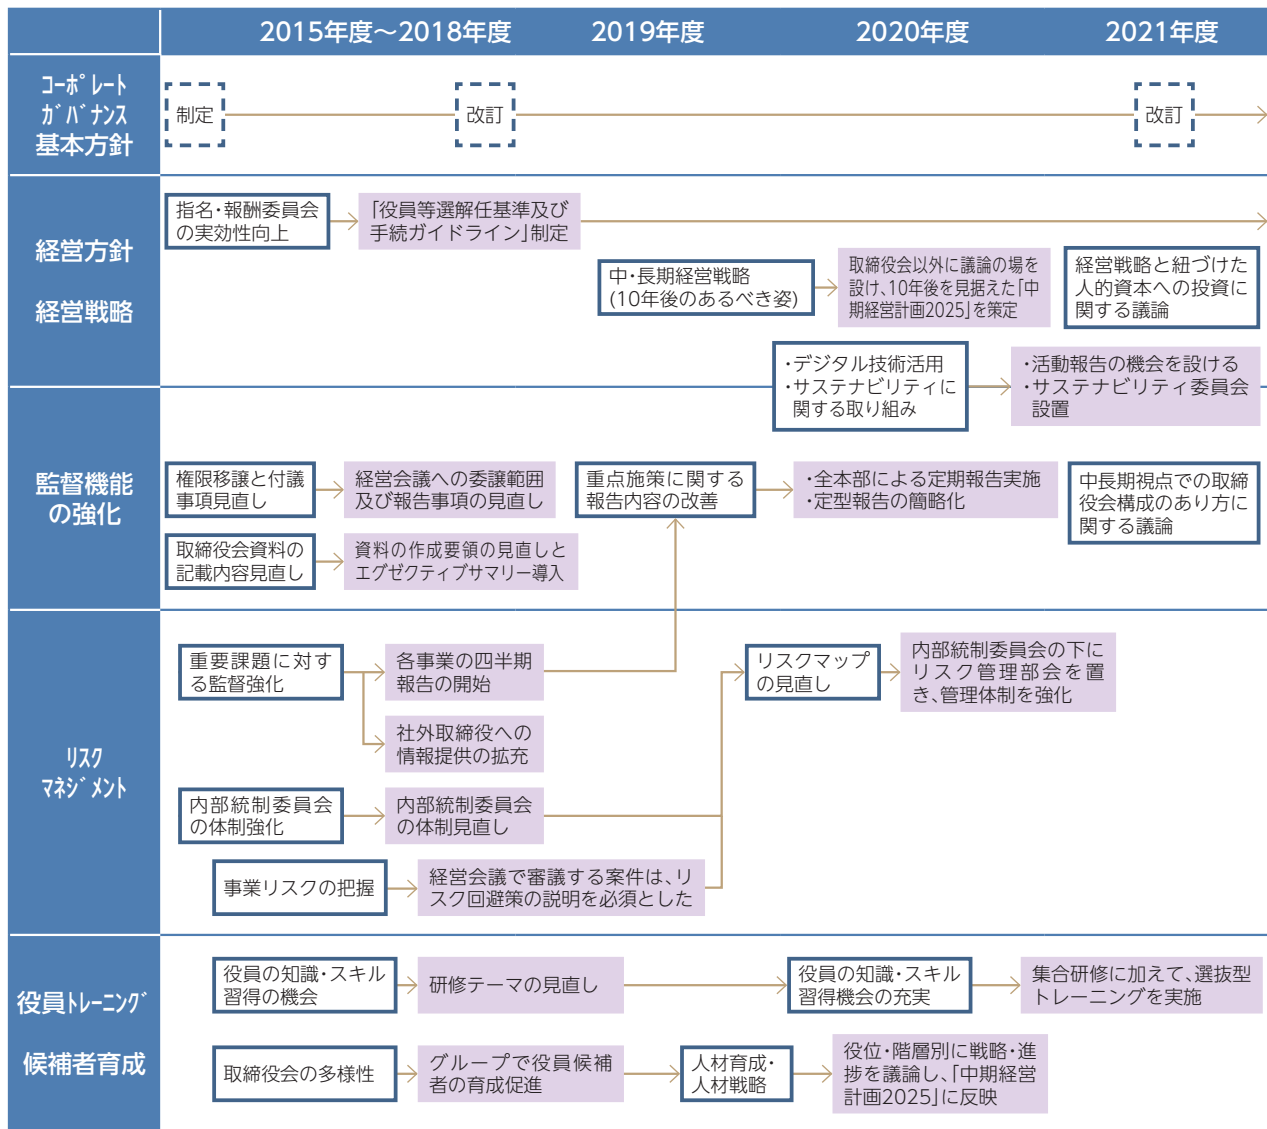 2015年度～2018年度
2019年度
2020年度
2021年度
コーポレート
ガバナンス
基本方針
制定
改訂
改訂
経営方針
経営戦略
指名・報酬委員会
の実効性向上
「役員等選解任基準及び
手続ガイドライン」制定
中・長期経営戦略
(10年後のあるべき姿)
取締役会以外に議論の場を
設け、10年後を見据えた「中
期経営計画2025」を策定
経営戦略と紐づけた
人的資本への投資に
関する議論
・デジタル技術活用
・サステナビリティに
関する取り組み
・活動報告の機会を設ける
・サステナビリティ委員会
設置
監督機能
の強化
権限移譲と付議
事項見直し
経営会議への委譲範囲
及び報告事項の見直し
重点施策に関する
報告内容の改善
・全本部による定期報告実施
・定型報告の簡略化
中長期視点での取締
役会構成のあり方に
関する議論
取締役会資料の
記載内容見直し
資料の作成要領の見直しと
エグゼクティブサマリー導入
リスク
マネジメント
重要課題に対す
る監督強化
各事業の四半期
報告の開始
社外取締役への
情報提供の拡充
リスクマップ
の見直し
内部統制委員会の下に
リスク管理部会を置
き、管理体制を強化
内部統制委員会
の体制強化
内部統制委員会
の体制見直し
事業リスクの把握
経営会議で審議する案件は、リ
スク回避策の説明を必須とした
役員トレーニング
候補者育成
役員の知識・スキル
習得の機会
研修テーマの見直し
役員の知識・スキル
習得機会の充実
集合研修に加えて、選抜型
トレーニングを実施
取締役会の多様性
グループで役員候補
者の育成促進
人材育成・
人材戦略
役位・階層別に戦略・進
捗を議論し、「中期経営
計画2025」に反映